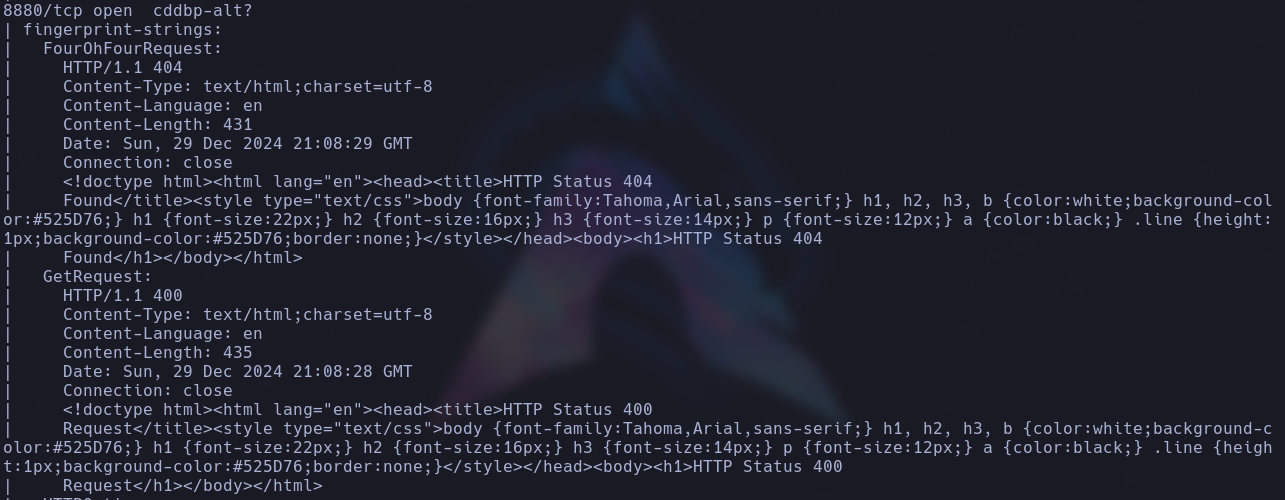 8880/tcp open  cddbp-alt?
| fingerprint-strings:
|   FourOhFourRequest:
|     HTTP/1.1 404
|     Content-Type: text/html;charset=utf-8
|     Content-Language: en
|     Content-Length: 431
|     Date: Sun, 29 Dec 2024 21:08:29 GMT
|     Connection: close
|     <!doctype html><html lang="en"><head><title>HTTP Status 404
|     Found</title><style type="text/css">body {font-family:Tahoma,Arial,sans-serif;} h1, h2, h3, b {color:white;background-col
or:#525D76;} h1 {font-size:22px;} h2 {font-size:16px;} h3 {font-size:14px;} p {font-size:12px;} a {color:black;} .line {height:
1px;background-color:#525D76;border:none;}</style></head><body><h1>HTTP Status 404
|     Found</h1></body></html>
|   GetRequest:
|     HTTP/1.1 400
|     Content-Type: text/html;charset=utf-8
|     Content-Language: en
|     Content-Length: 435
|     Date: Sun, 29 Dec 2024 21:08:28 GMT
|     Connection: close
|     <!doctype html><html lang="en"><head><title>HTTP Status 400
|     Request</title><style type="text/css">body {font-family:Tahoma,Arial,sans-serif;} h1, h2, h3, b {color:white;background-c
olor:#525D76;} h1 {font-size:22px;} h2 {font-size:16px;} h3 {font-size:14px;} p {font-size:12px;} a {color:black;} .line {heigh
t:1px;background-color:#525D76;border:none;}</style></head><body><h1>HTTP Status 400
|     Request</h1></body></html>